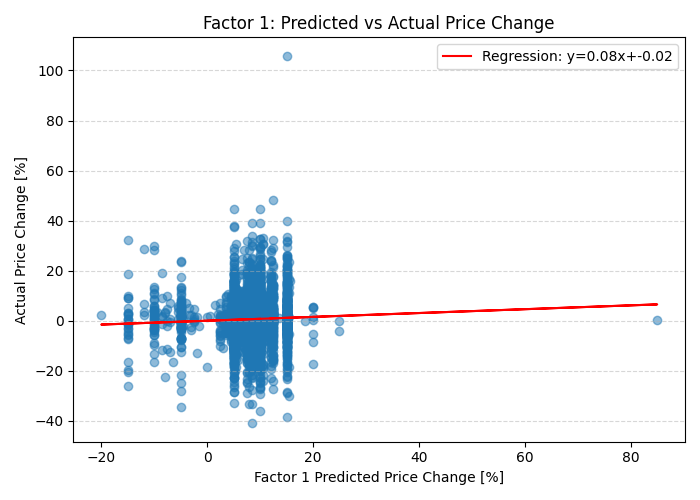 Factor 1: Predicted vs Actual Price Change
Regression: y=0.08x+-0.02
Actual Price Change [%]
100
80
60
40
20
0
−20
−40
−20 0 20 40 60 80
Factor 1 Predicted Price Change [%]